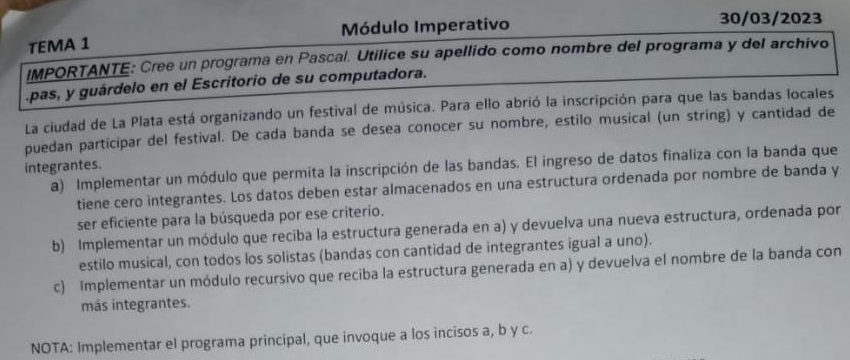 Módulo Imperativo
30/03/2023
TEMA 1
IMPORTANTE: Cree un programa en Pascal. Utilice su apellido como nombre del programa y del archivo
.pas, y guárdelo en el Escritorio de su computadora.
La ciudad de La Plata está organizando un festival de música. Para ello abrió la inscripción para que las bandas locales
puedan participar del festival. De cada banda se desea conocer su nombre, estilo musical (un string) y cantidad de
integrantes.
a) Implementar un módulo que permita la inscripción de las bandas. El ingreso de datos finaliza con la banda que
tiene cero integrantes. Los datos deben estar almacenados en una estructura ordenada por nombre de banda y
ser eficiente para la búsqueda por ese criterio.
b) Implementar un módulo que reciba la estructura generada en a) y devuelva una nueva estructura, ordenada por
estilo musical, con todos los solistas (bandas con cantidad de integrantes igual a uno).
c) Implementar un módulo recursivo que reciba la estructura generada en a) y devuelva el nombre de la banda con
más integrantes.
NOTA: Implementar el programa principal, que invoque a los incisos a, b y c.